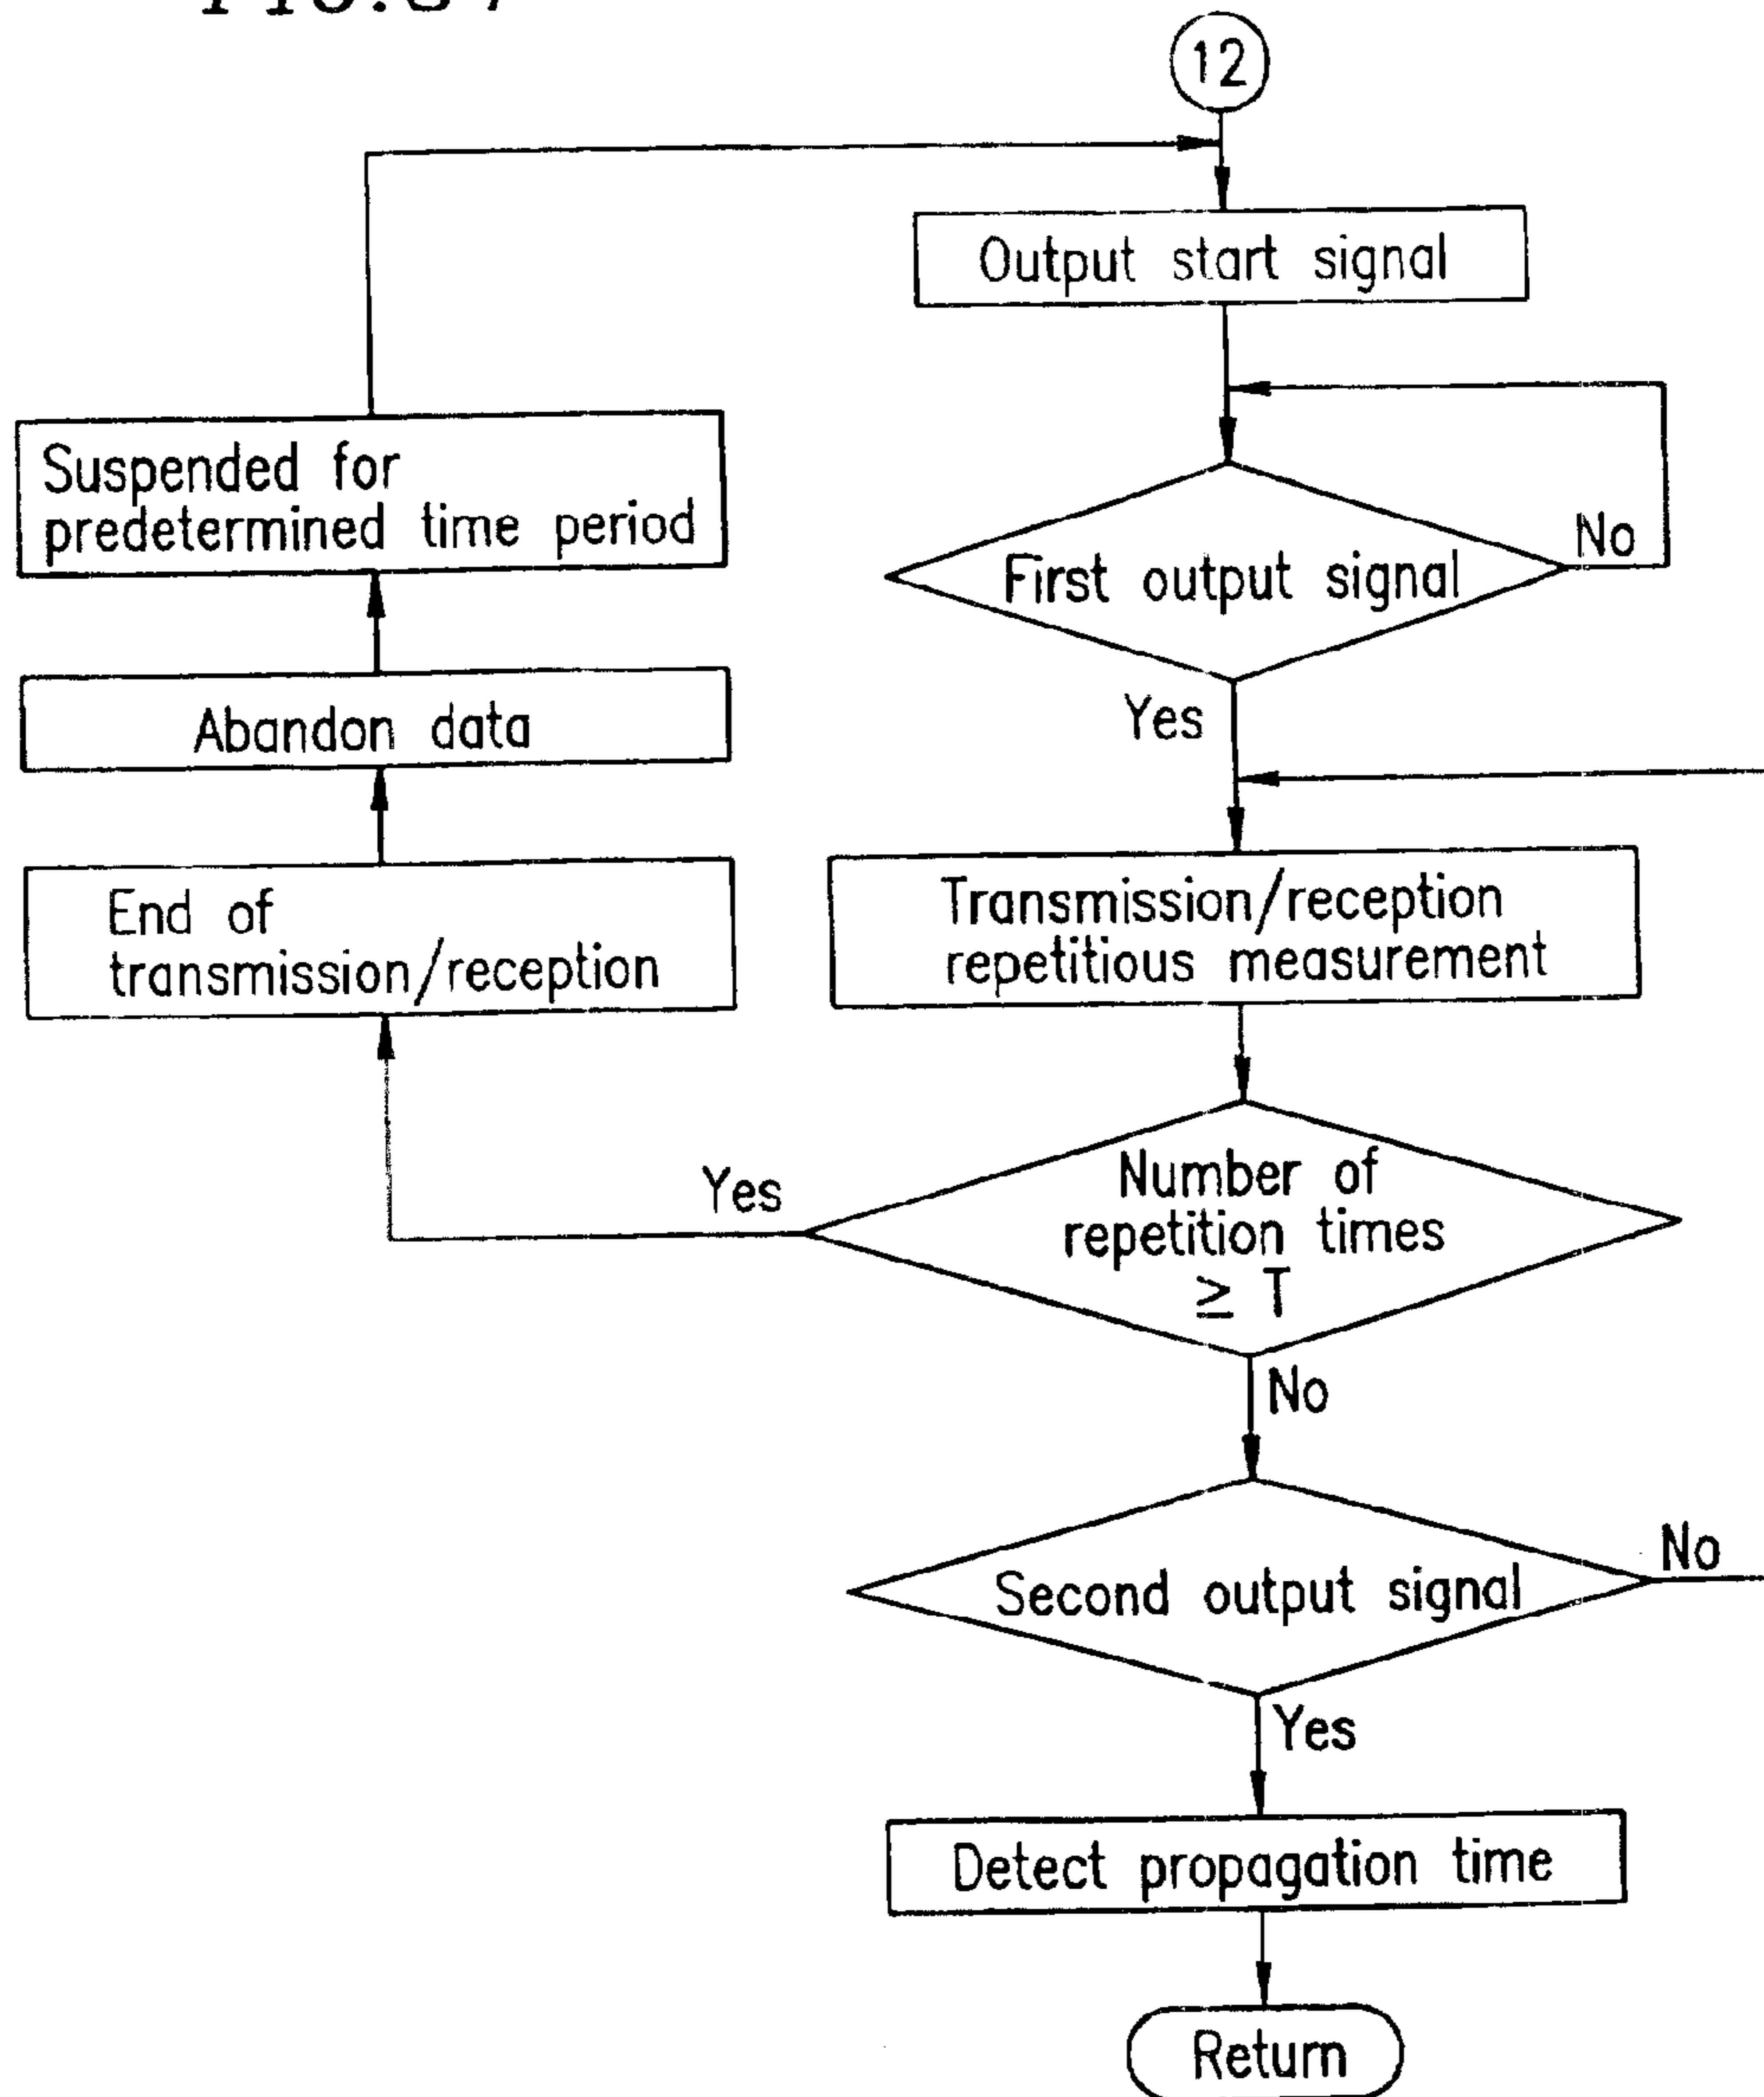 12
Output start signal
Suspended for
predetermined time period
No
First output signal
Yes
Abandon data
End of
transmission/reception
Transmission/reception
repetitious measurement
Yes
Number of
repetition times
≥ T
No
No
Second output signal
Yes
Detect propagation time
Return